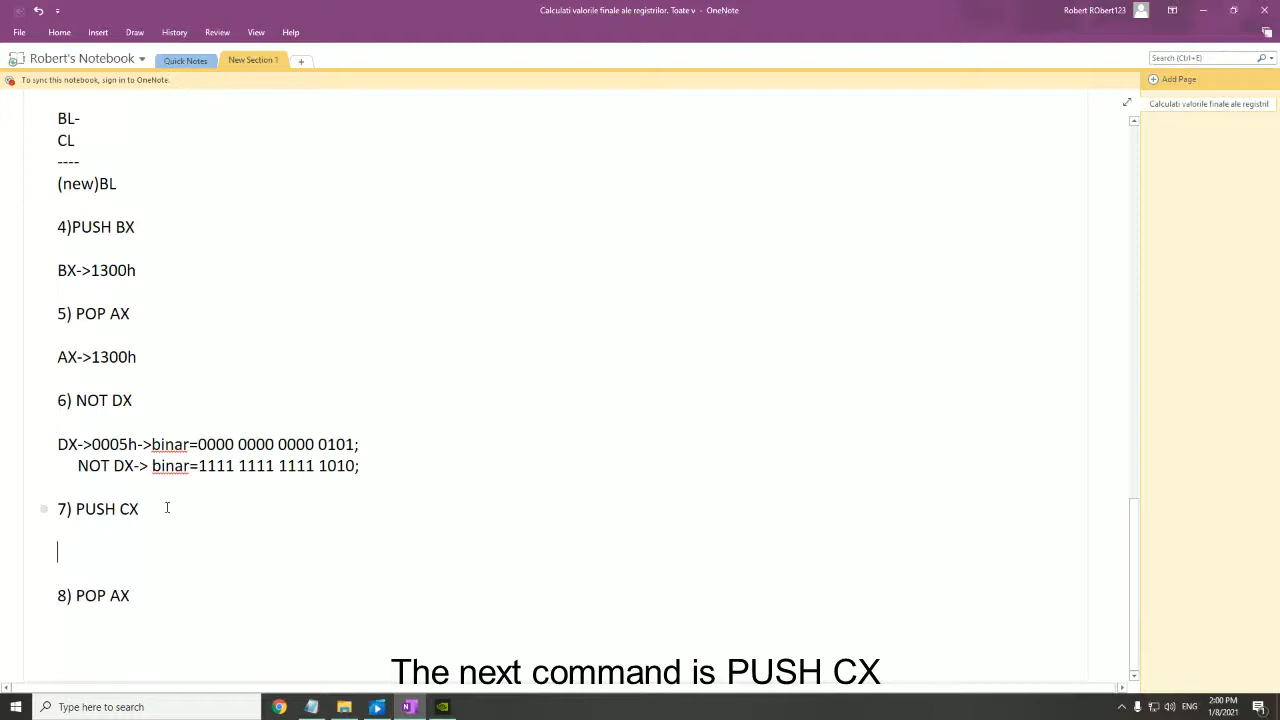 Calculati valorile finale ale registrilor. Toate v - OneNote
Robert RObert123
File Home Insert Draw History Review View Help
Robert's Notebook Quick Notes New Section 1
Search (Ctrl+E)
To sync this notebook, sign in to OneNote.
Add Page
Calculati valorile finale ale registril
BL-
CL
----
(new)BL
4)PUSH BX
BX->1300h
5) POP AX
AX->1300h
6) NOT DX
DX->0005h->binar=0000 0000 0000 0101;
NOT DX-> binar=1111 1111 1111 1010;
7) PUSH CX
8) POP AX
The next command is PUSH CX
Type here to search
ENG
2:00 PM
1/8/2021